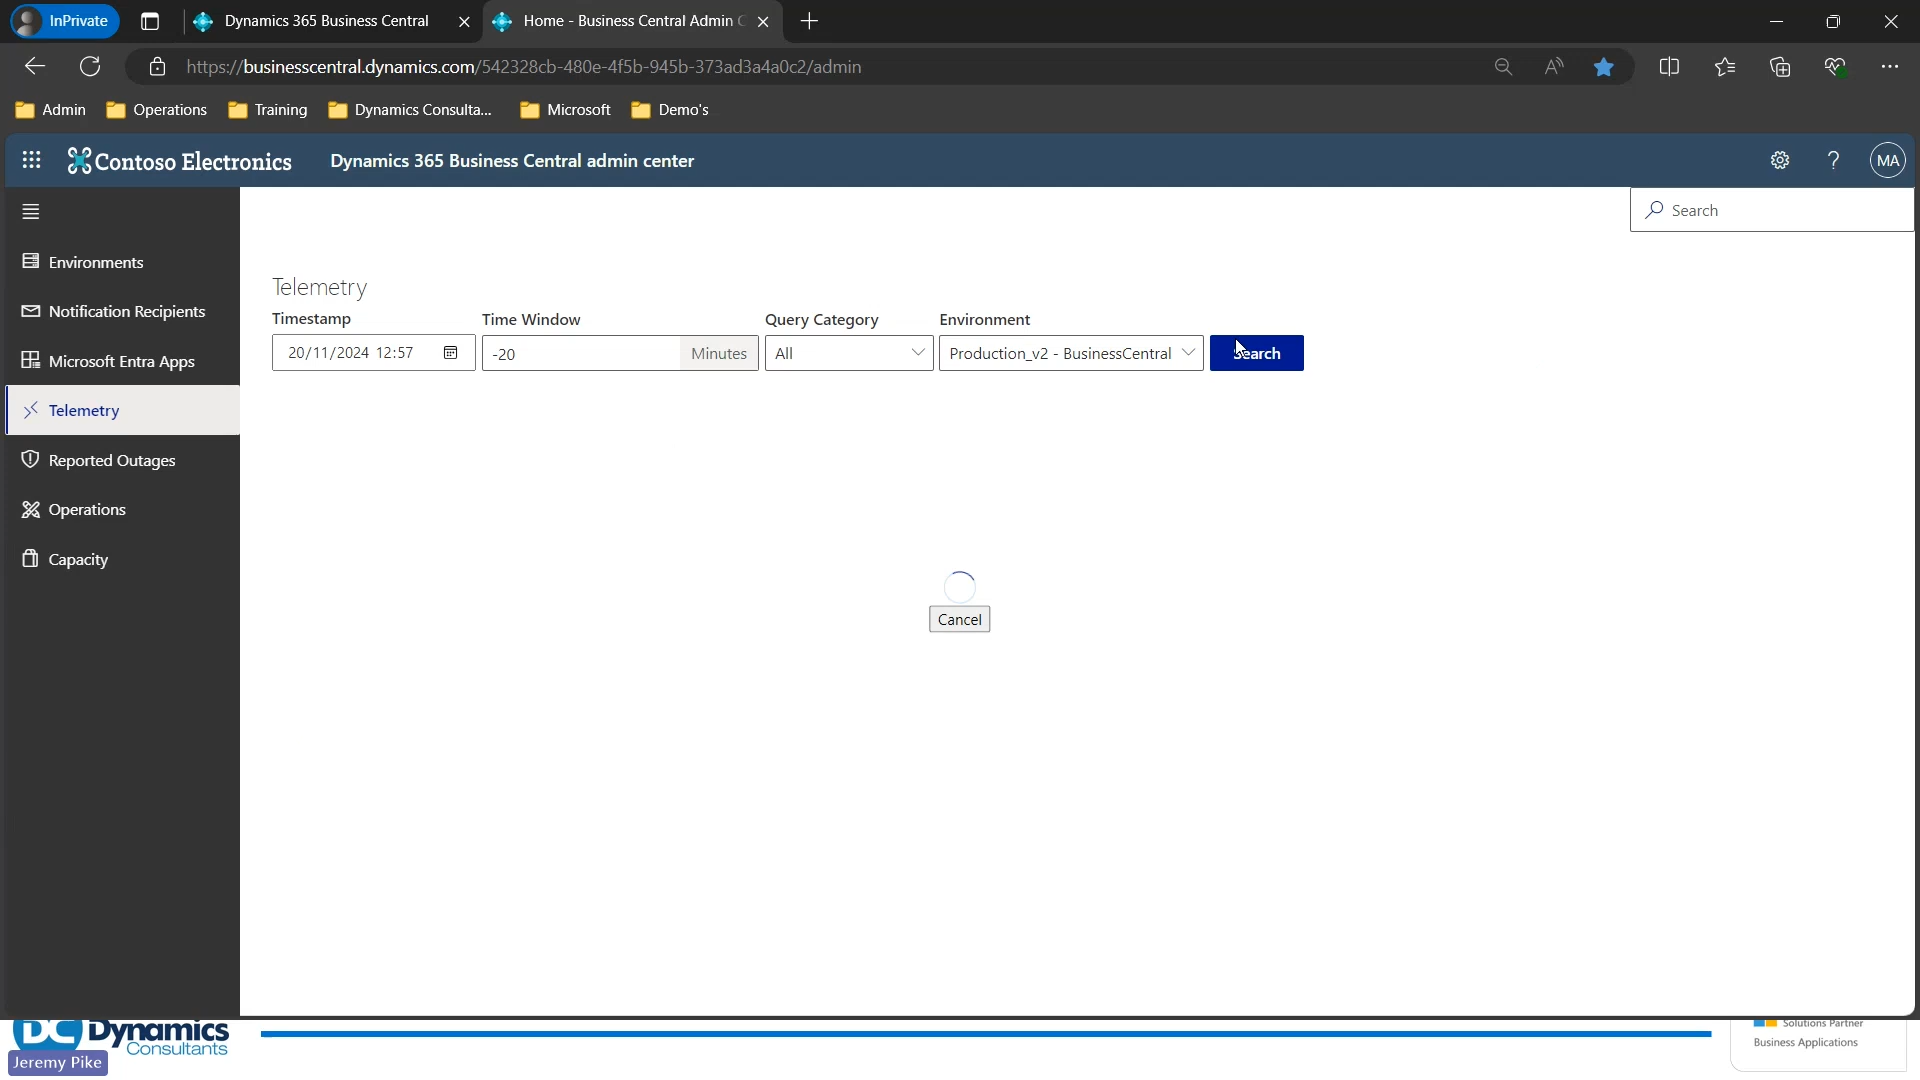 InPrivate
Dynamics 365 Business Central
Home - Business Central Admin C
https://businesscentral.dynamics.com/542328cb-480e-4f5b-945b-373ad3a4a0c2/admin
Admin
Operations
Training
Dynamics Consulta...
Microsoft
Demo's
Contoso Electronics
Dynamics 365 Business Central admin center
?
MA
Search
Environments
Notification Recipients
Microsoft Entra Apps
Telemetry
Reported Outages
Operations
Capacity
Telemetry
Timestamp
Time Window
Query Category
Environment
20/11/2024 12:57
-20
Minutes
All
Production_v2 - BusinessCentral
Search
Cancel
DC Dynamics
Consultants
Jeremy Pike
Solutions Partner
Business Applications